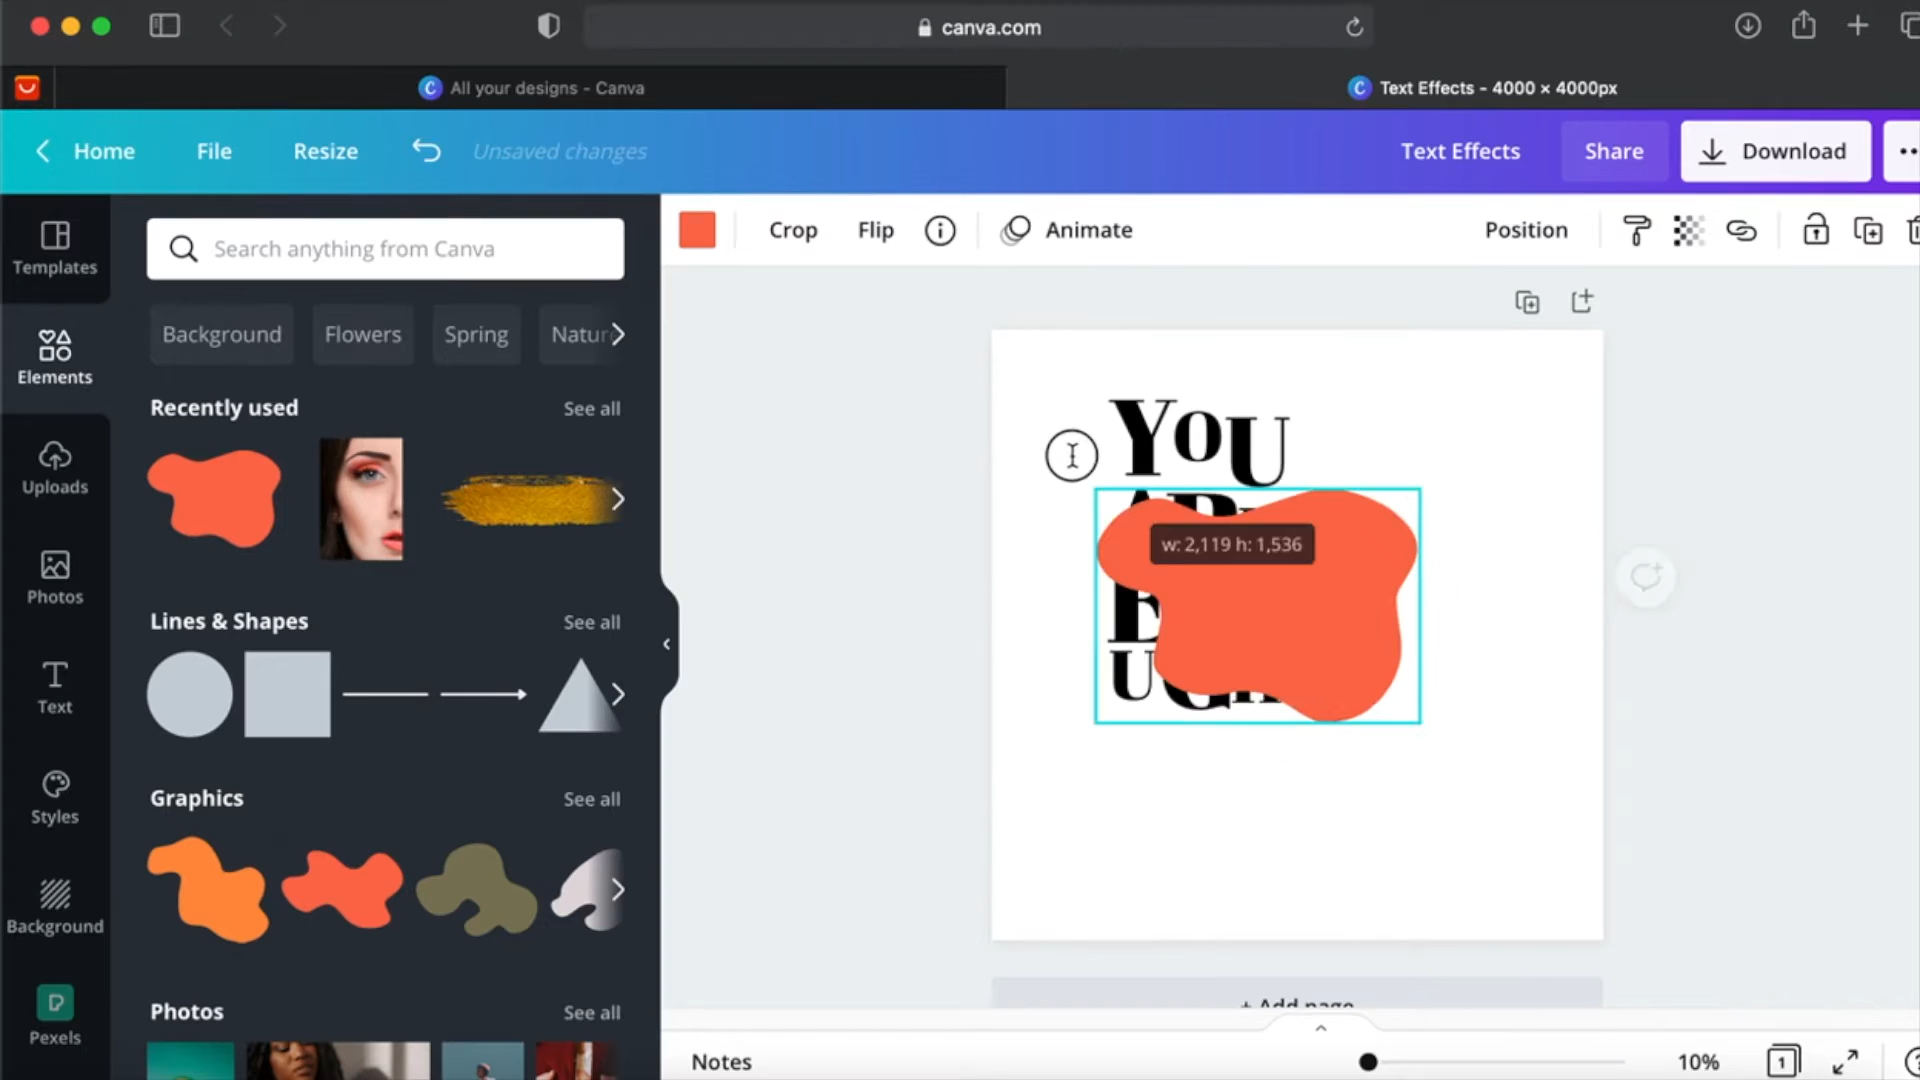 canva.com
All your designs - Canva
Text Effects - 4000 × 4000px
Home File Resize Unsaved changes Text Effects Share Download
Templates
Elements
Uploads
Photos
Text
Styles
Background
Pexels
Search anything from Canva
Background Flowers Spring
Recently used See all
Lines & Shapes See all
Graphics See all
Photos See all
Crop Flip Animate Position
YoU
w: 2,119 h: 1,536
+ Add page
Notes 10% 1